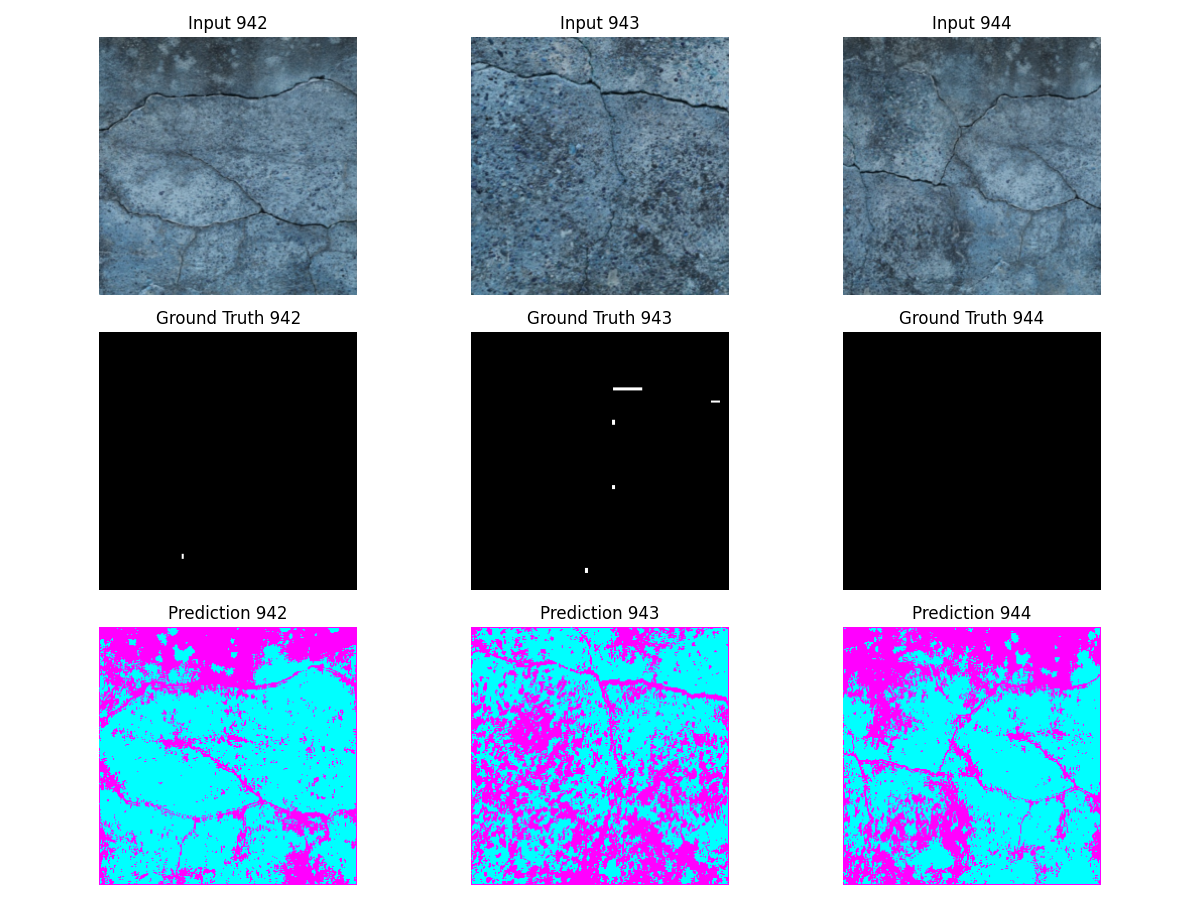 Input 942
Input 943
Input 944
Ground Truth 942
Ground Truth 943
Ground Truth 944
Prediction 942
Prediction 943
Prediction 944